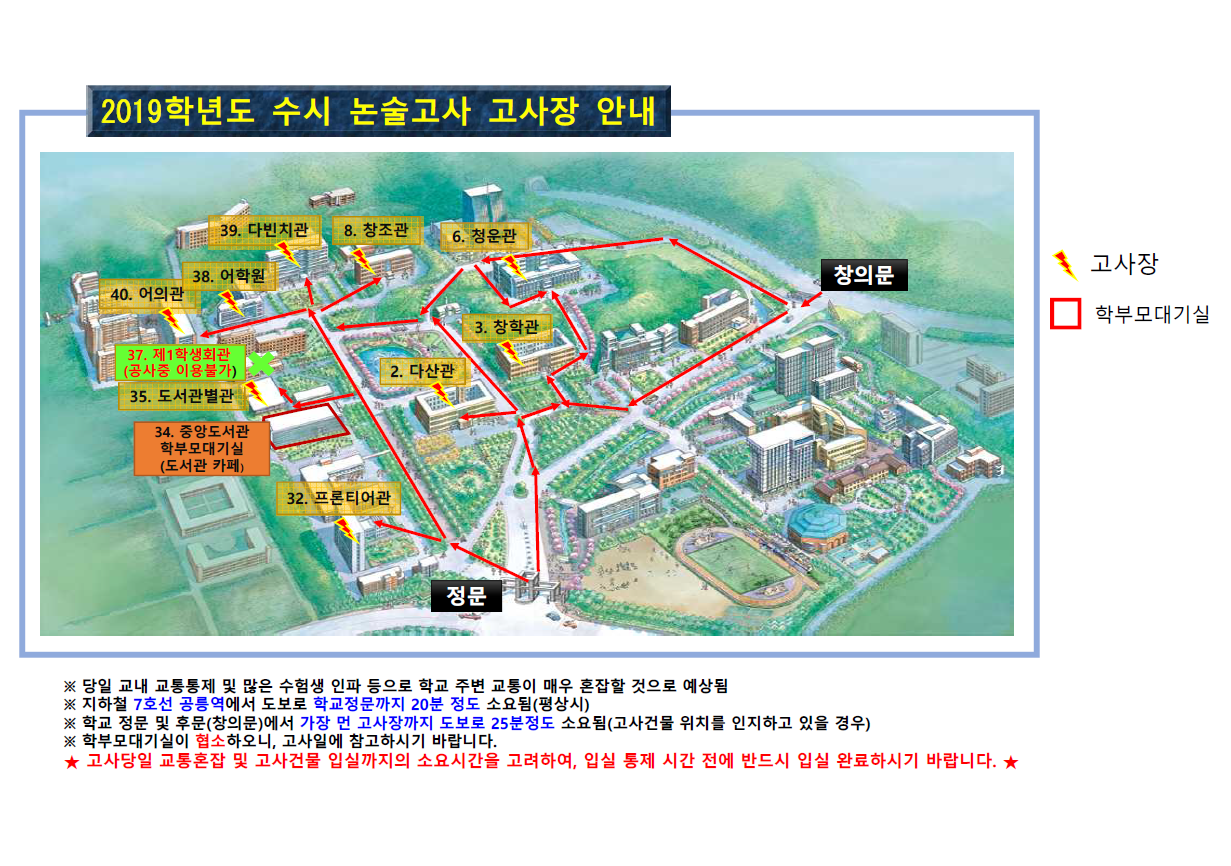 2019학년도 수시 논술고사 고사장 안내
39. 다빈치관
8. 창조관
6. 청운관
38. 어학원
창의문
고사장
40. 어의관
학부모대기실
3. 창학관
37. 제1학생회관
(공사중 이용불가)
2. 다산관
35. 도서관별관
34. 중앙도서관
학부모대기실
(도서관 카페)
32. 프론티어관
정문
※ 당일 교내 교통통제 및 많은 수험생 인파 등으로 학교 주변 교통이 매우 혼잡할 것으로 예상됨
※ 지하철 7호선 공릉역에서 도보로 학교정문까지 20분 정도 소요됨(평상시)
※ 학교 정문 및 후문(창의문)에서 가장 먼 고사장까지 도보로 25분정도 소요됨(고사건물 위치를 인지하고 있을 경우)
※ 학부모대기실이 협소하오니, 고사일에 참고하시기 바랍니다.
★ 고사당일 교통혼잡 및 고사건물 입실까지의 소요시간을 고려하여, 입실 통제 시간 전에 반드시 입실 완료하시기 바랍니다. ★